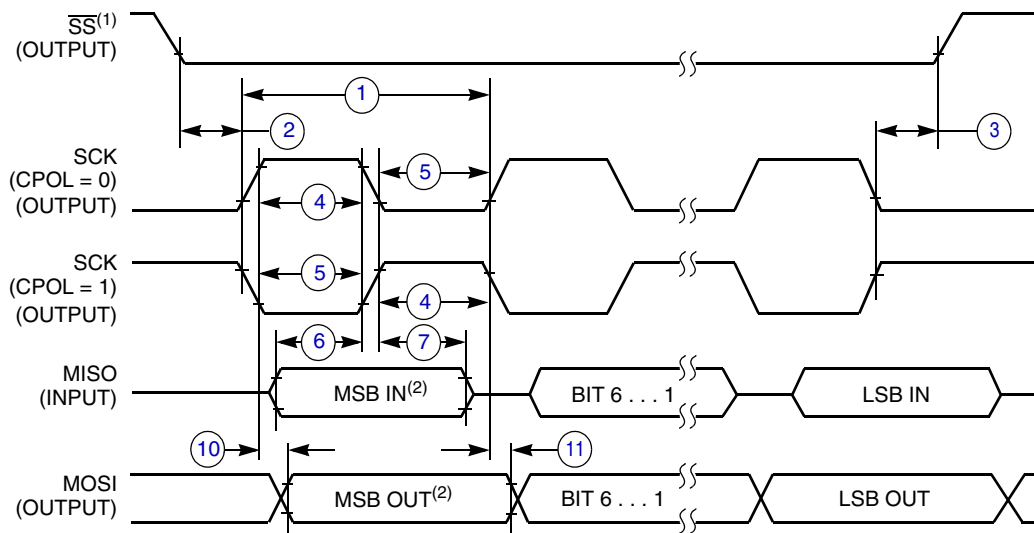 SS(1)
(OUTPUT)
1
2
3
SCK
(CPOL = 0)
(OUTPUT)
5
4
SCK
(CPOL = 1)
(OUTPUT)
5
4
6
7
MISO
(INPUT)
MSB IN(2)
BIT 6 . . . 1
LSB IN
10
11
MOSI
(OUTPUT)
MSB OUT(2)
BIT 6 . . . 1
LSB OUT